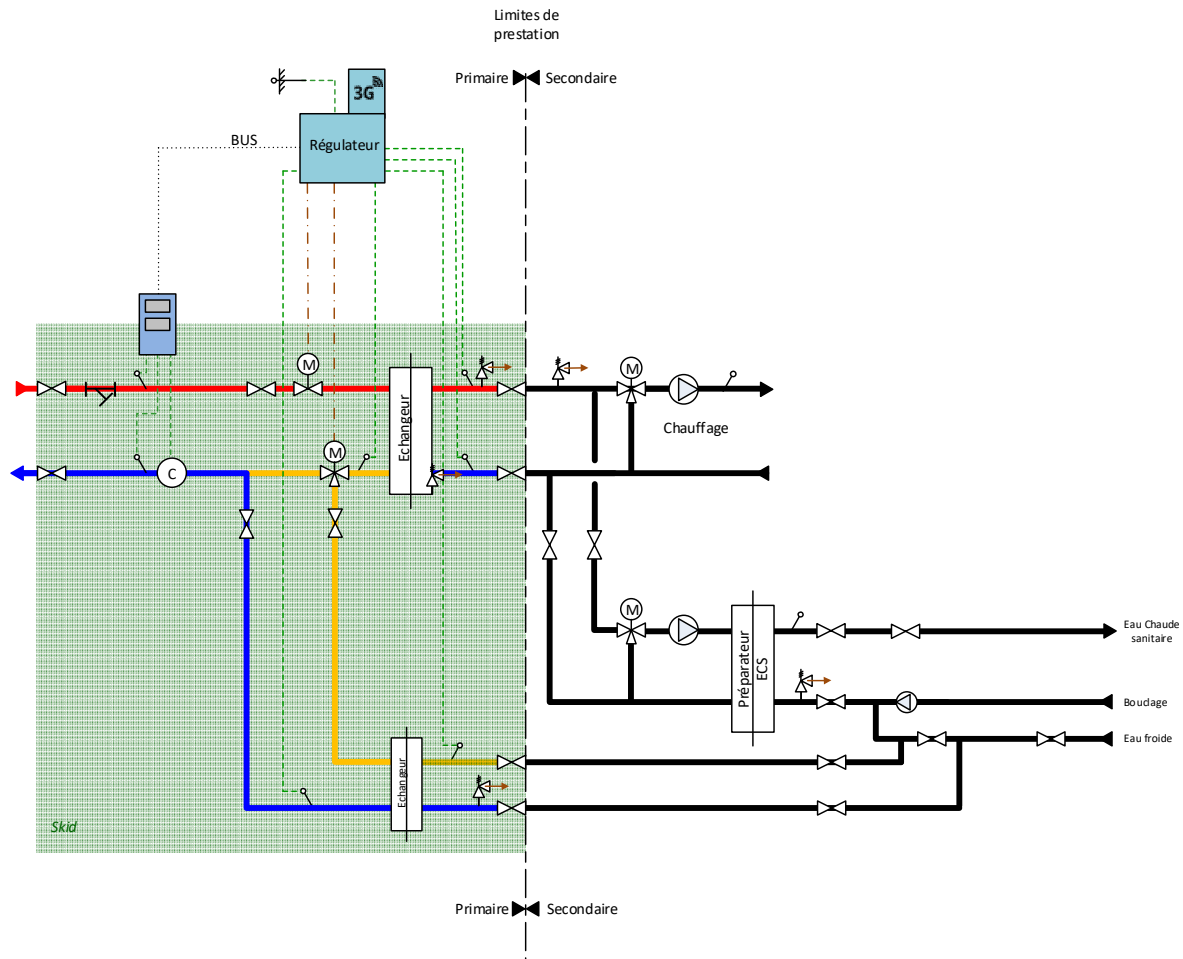 Limites de
prestation
Primaire
Secondaire
3G
BUS
Régulateur
M
M
Echangeur
Chauffage
M
C
M
Préparateur
ECS
Eau Chaude
sanitaire
Bouclage
Eau froide
Echangeur
Skid
Primaire
Secondaire